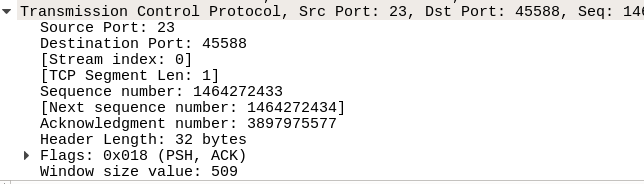 Transmission Control Protocol, Src Port: 23, Dst Port: 45588, Seq: 146
Source Port: 23
Destination Port: 45588
[Stream index: 0]
[TCP Segment Len: 1]
Sequence number: 1464272433
[Next sequence number: 1464272434]
Acknowledgment number: 3897975577
Header Length: 32 bytes
Flags: 0x018 (PSH, ACK)
Window size value: 509